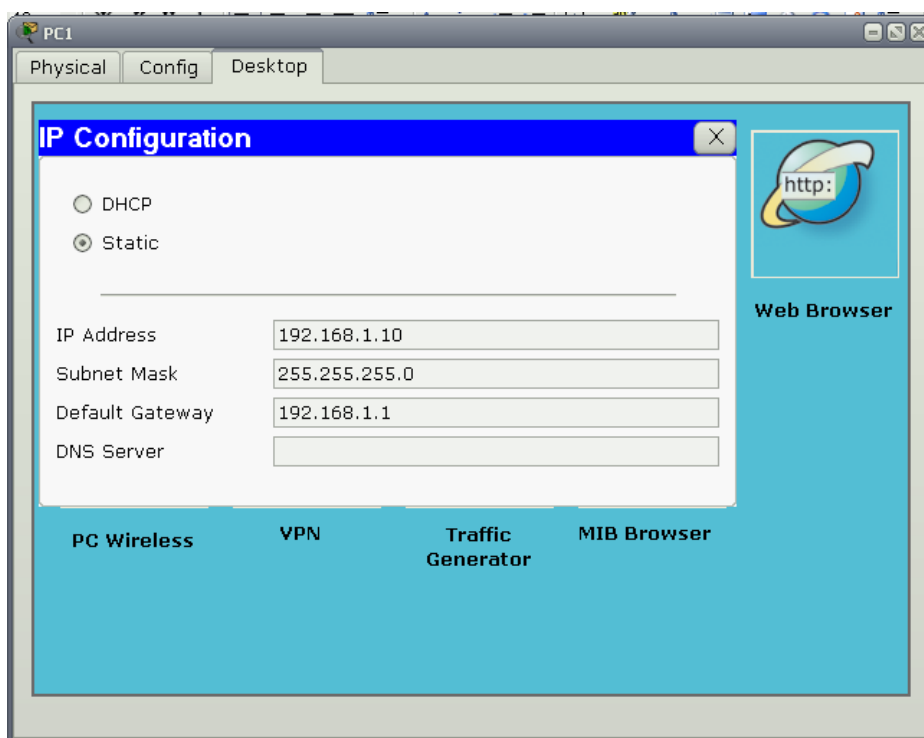 PC1
Physical Config Desktop
IP Configuration
X
DHCP
Static
http:
Web Browser
IP Address 192.168.1.10
Subnet Mask 255.255.255.0
Default Gateway 192.168.1.1
DNS Server
PC Wireless VPN Traffic Generator MIB Browser